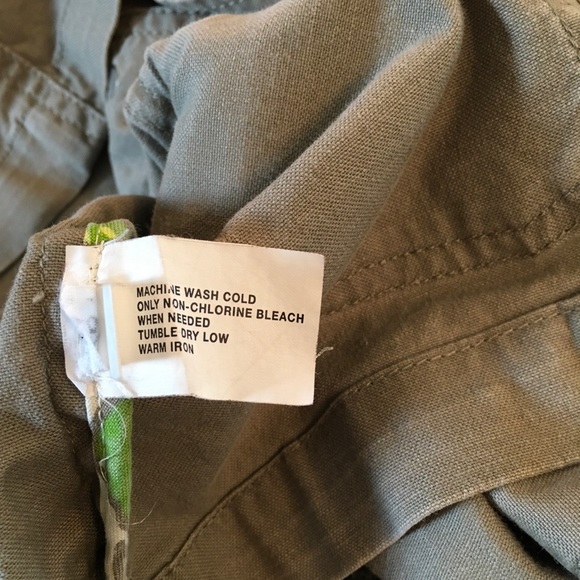 MACHINE WASH COLD
ONLY NON-CHLORINE BLEACH
WHEN NEEDED
TUMBLE DRY LOW
WARM IRON